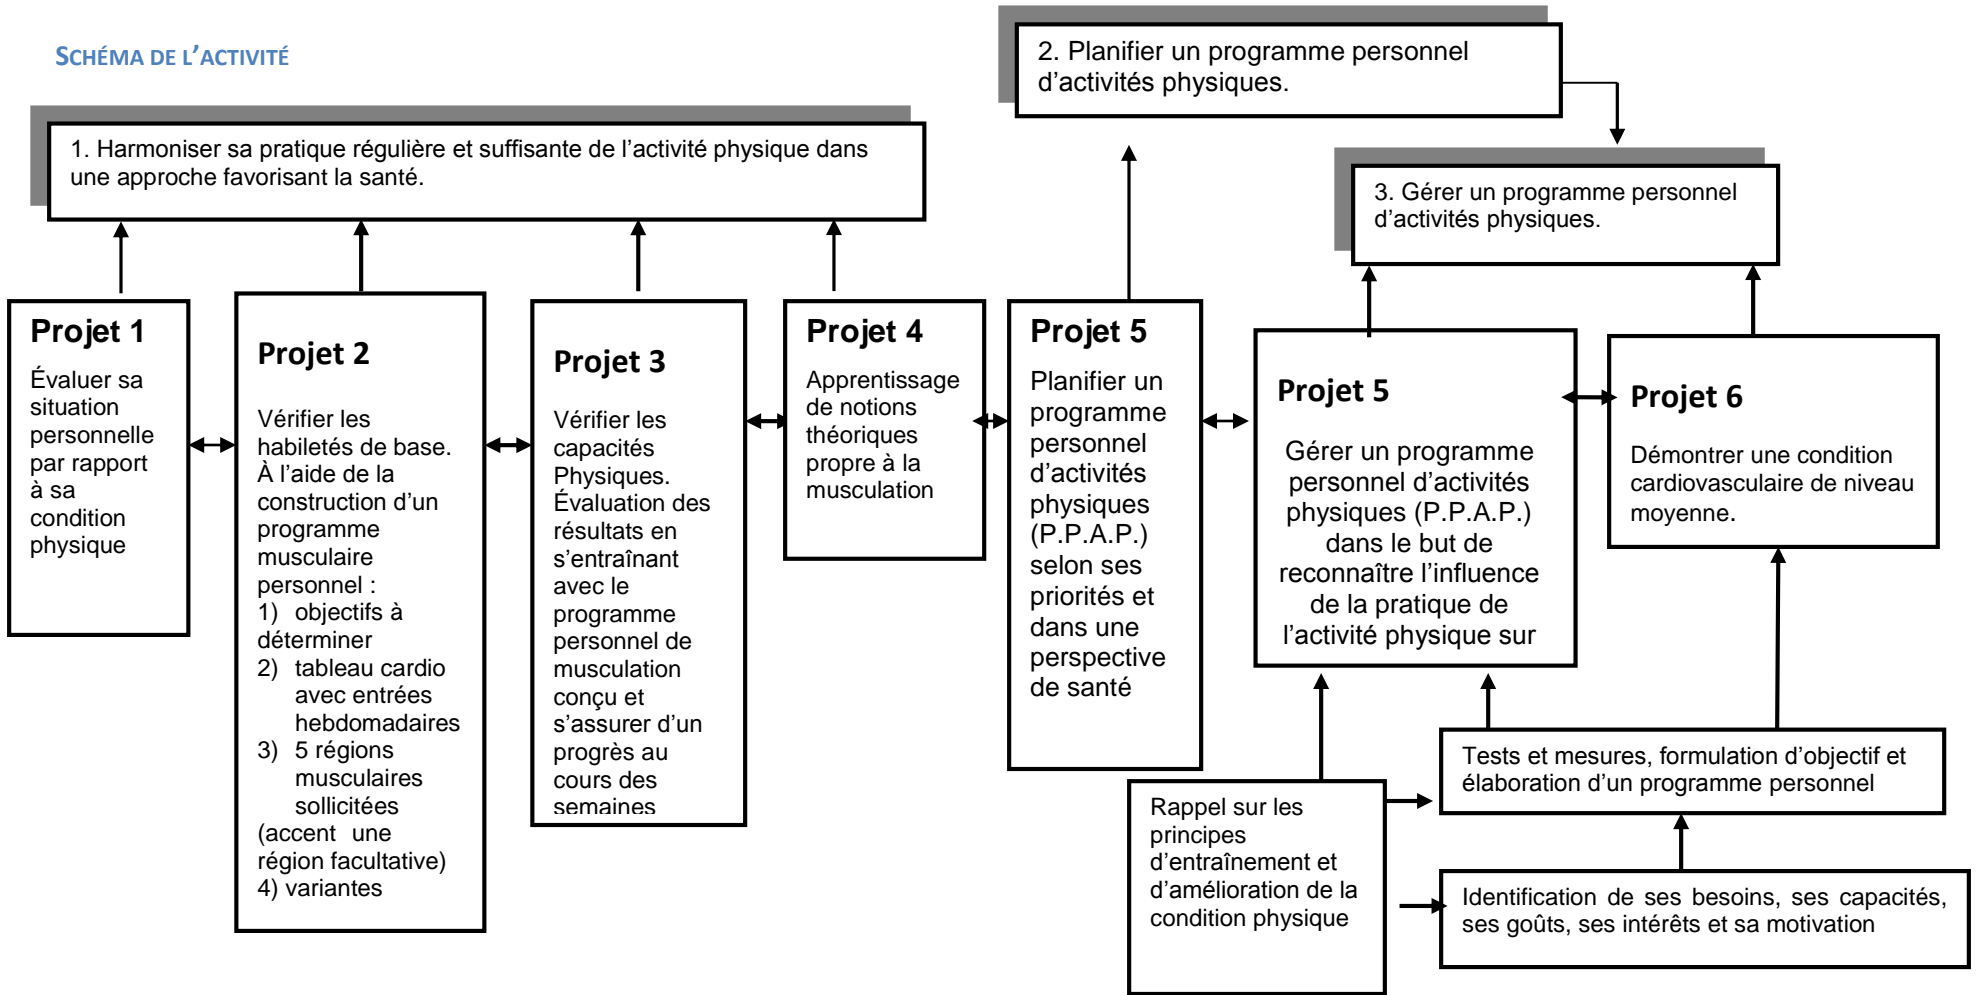 SCHÉMA DE L’ACTIVITÉ
2. Planifier un programme personnel
d’activités physiques.
1. Harmoniser sa pratique régulière et suffisante de l’activité physique dans
une approche favorisant la santé.
3. Gérer un programme personnel
d’activités physiques.
Projet 1
Évaluer sa
situation
personnelle
par rapport
à sa
condition
physique
Projet 2
Vérifier les
habiletés de base.
À l’aide de la
construction d’un
programme
musculaire
personnel :
1) objectifs à
déterminer
2) tableau cardio
avec entrées
hebdomadaires
3) 5 régions
musculaires
sollicitées
(accent une
région facultative)
4) variantes
Projet 3
Vérifier les
capacités
Physiques.
Évaluation des
résultats en
s’entraînant
avec le
programme
personnel de
musculation
conçu et
s’assurer d’un
progrès au
cours des
semaines
Projet 4
Apprentissage
de notions
théoriques
propre à la
musculation
Projet 5
Planifier un
programme
personnel
d’activités
physiques
(P.P.A.P.)
selon ses
priorités et
dans une
perspective
de santé
Projet 5
Gérer un programme
personnel d’activités
physiques (P.P.A.P.)
dans le but de
reconnaître l’influence
de la pratique de
l’activité physique sur
Projet 6
Démontrer une condition
cardiovasculaire de niveau
moyenne.
Rappel sur les
principes
d’entraînement et
d’amélioration de la
condition physique
Tests et mesures, formulation d’objectif et
élaboration d’un programme personnel
Identification de ses besoins, ses capacités,
ses goûts, ses intérêts et sa motivation